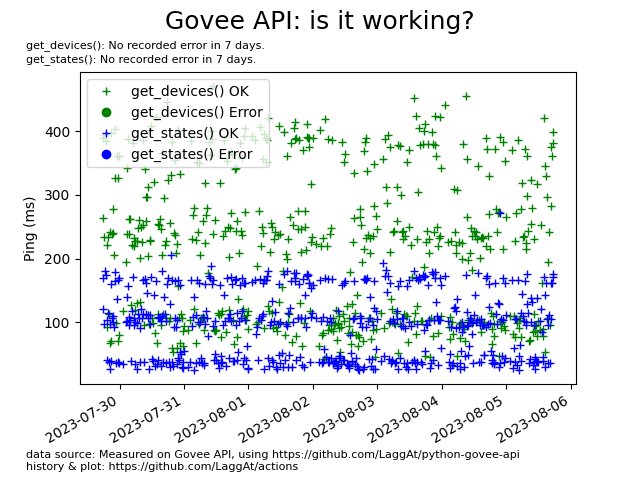 Govee API: is it working?
get_devices(): No recorded error in 7 days.
get_states(): No recorded error in 7 days.
get_devices() OK
get_devices() Error
get_states() OK
get_states() Error
Ping (ms)
400
300
200
100
2023-07-30
2023-07-31
2023-08-01
2023-08-02
2023-08-03
2023-08-04
2023-08-05
2023-08-06
data source: Measured on Govee API, using https://github.com/LaggAt/python-govee-api
history & plot: https://github.com/LaggAt/actions